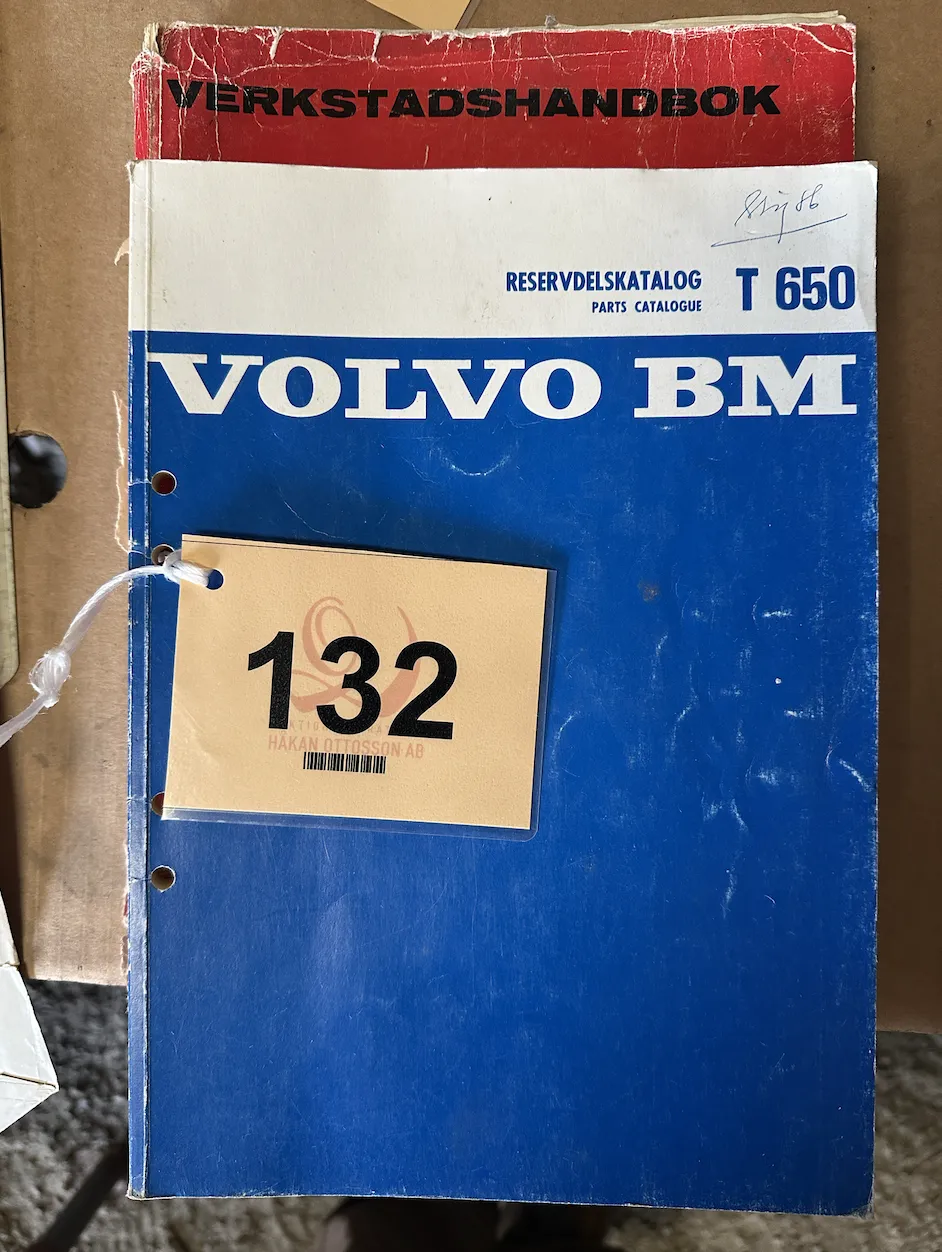 VERKSTADSHANDBOK
RESERVDELSKATALOG T 650
PARTS CATALOGUE
VOLVO BM
132
HÅKAN OTTOSSON AB